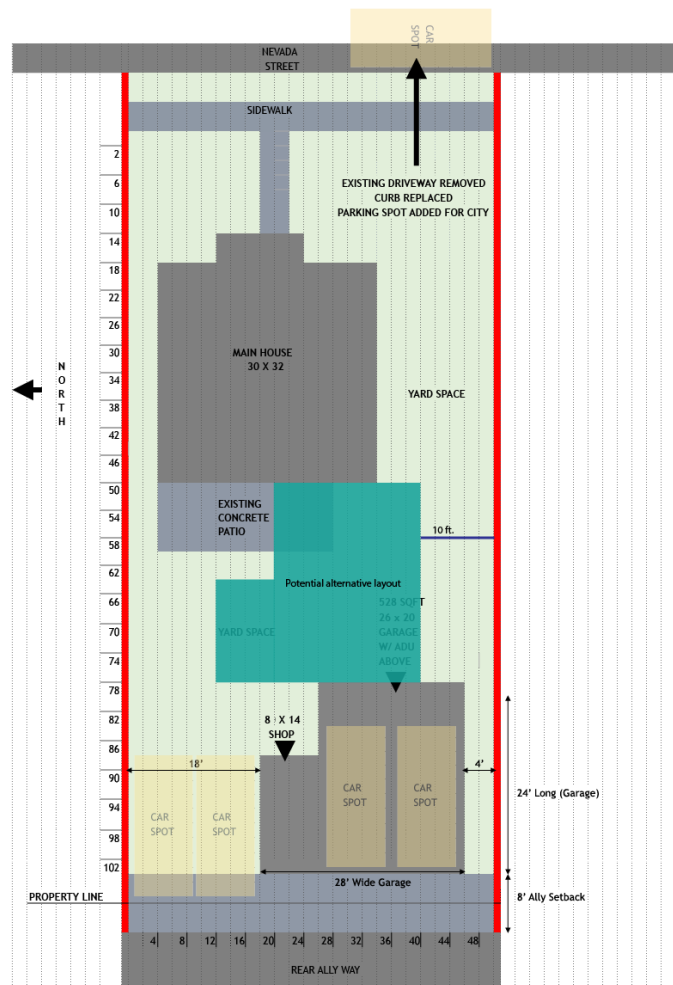 CAR
SPOT
NEVADA
STREET
SIDEWALK
EXISTING DRIVEWAY REMOVED
CURB REPLACED
PARKING SPOT ADDED FOR CITY
2
6
10
14
18
22
26
30
34
38
42
46
50
54
58
62
66
70
74
78
82
86
90
94
98
102
NORTH
MAIN HOUSE
30 X 32
YARD SPACE
EXISTING
CONCRETE
PATIO
10 ft.
Potential alternative layout
528 SQFT
26 x 20
GARAGE
W/ ADU
ABOVE
YARD SPACE
8 X 14
SHOP
18'
4'
CAR
SPOT
CAR
SPOT
CAR
SPOT
CAR
SPOT
24' Long (Garage)
28' Wide Garage
PROPERTY LINE
8' Ally Setback
4 8 12 16 20 24 28 32 36 40 44 48
REAR ALLY WAY